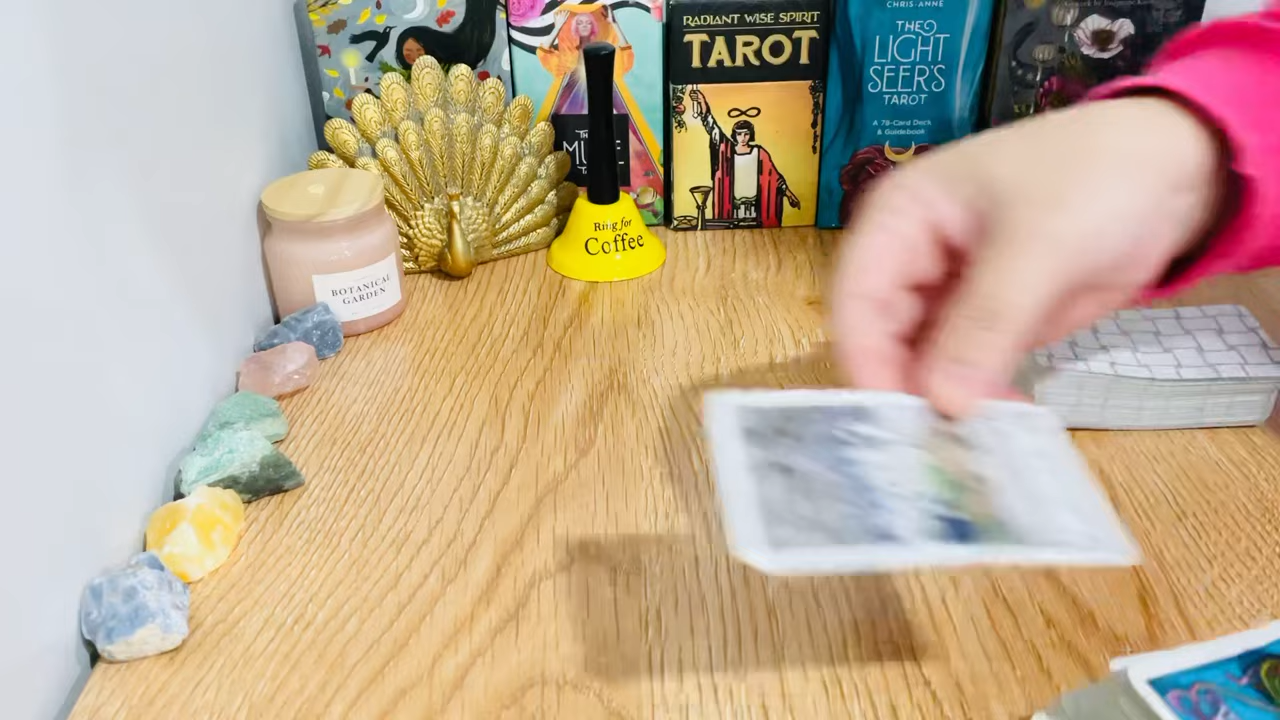 RADIANT WISE SPIRIT
TAROT
CHRIS-ANNE
THE
LIGHT
SEER'S
TAROT
A 78-Card Deck
& Guidebook
Ring for
Coffee
BOTANICAL
GARDEN